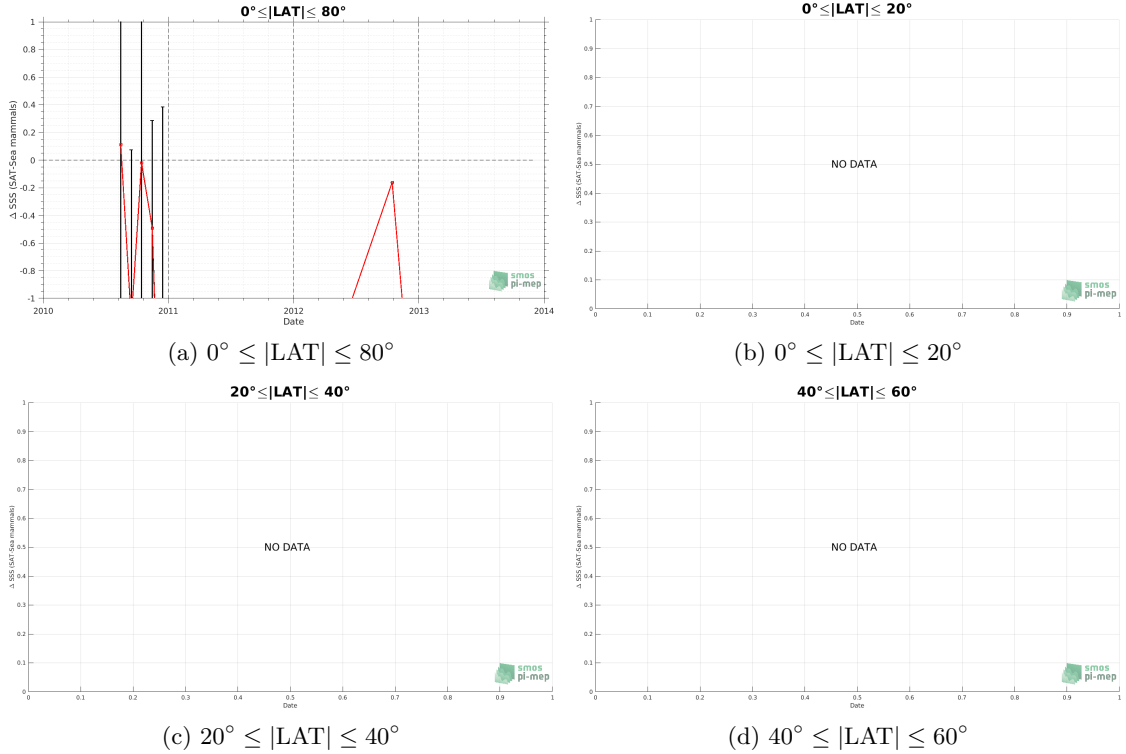 0°≤|LAT|≤ 80°
1
0.8
0.6
0.4
0.2
0
-0.2
-0.4
-0.6
-0.8
-1
Δ SSS (SAT-Sea mammals)
2010 2011 2012 2013 2014
Date
smos
pi-mep
(a) 0° ≤ |LAT| ≤ 80°
0°≤|LAT|≤ 20°
1
0.9
0.8
0.7
0.6
0.5
0.4
0.3
0.2
0.1
0
Δ SSS (SAT-Sea mammals)
NO DATA
0 0.1 0.2 0.3 0.4 0.5 0.6 0.7 0.8 0.9 1
Date
smos
pi-mep
(b) 0° ≤ |LAT| ≤ 20°
20°≤|LAT|≤ 40°
1
0.9
0.8
0.7
0.6
0.5
0.4
0.3
0.2
0.1
0
Δ SSS (SAT-Sea mammals)
NO DATA
0 0.1 0.2 0.3 0.4 0.5 0.6 0.7 0.8 0.9 1
Date
smos
pi-mep
(c) 20° ≤ |LAT| ≤ 40°
40°≤|LAT|≤ 60°
1
0.9
0.8
0.7
0.6
0.5
0.4
0.3
0.2
0.1
0
Δ SSS (SAT-Sea mammals)
NO DATA
0 0.1 0.2 0.3 0.4 0.5 0.6 0.7 0.8 0.9 1
Date
smos
pi-mep
(d) 40° ≤ |LAT| ≤ 60°